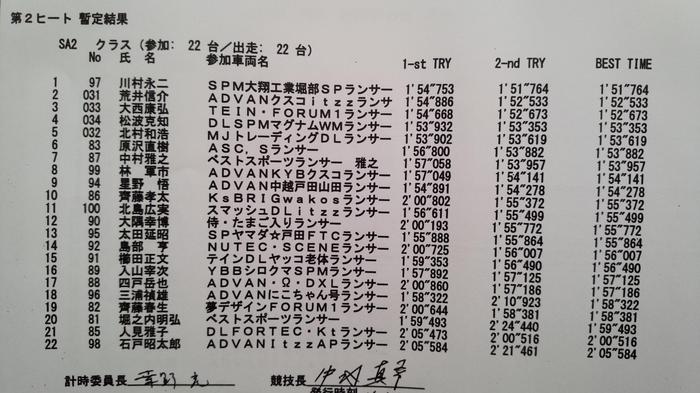 第２ヒート 暫定結果
SA2 クラス（参加： 22 台／出走： 22 台）
No 氏 名 参加車両名 1-st TRY 2-nd TRY BEST TIME
1 97 川村永二 ＳＰＭ大翔工業堀部ＳＰランサー 1'54"753 1'51"764 1'51"764
2 031 荒井信介 ＡＤＶＡＮクスコｉｔｚｚランサ 1'54"886 1'52"533 1'52"533
3 033 大西康弘 ＴＥＩＮ・ＦＯＲＵＭ１ランサー 1'54"668 1'52"673 1'52"673
4 034 松波克知 ＤＬＳＰＭマグナムＷＭランサー 1'53"932 1'53"353 1'53"353
5 032 北村和浩 ＭＪトレーディングＤＬランサー 1'53"902 1'53"619 1'53"619
6 83 原沢直樹 ＡＳＣ，Ｓランサー 1'56"800 1'53"882 1'53"882
7 87 中村雅之 ベストスポーツランサー 雅之 1'57"058 1'53"957 1'53"957
8 99 林 軍市 ＡＤＶＡＮＫＹＢクスコランサー 1'57"049 1'54"141 1'54"141
9 94 星野 悟 ＡＤＶＡＮ中越戸田山田ランサー 1'54"891 1'54"278 1'54"278
10 86 齊藤孝太 ＫｓＢＲＩＧｗａｋｏｓランサー 2'00"802 1'55"499 1'55"499
11 100 北島広実 スマッシュＤＬｉｔｚｚランサー 1'56"611 1'55"772 1'55"772
12 90 大隅幸博 侍・たまご入りランサー 2'00"193 1'55"864 1'55"864
13 95 太田延昭 ＳＰヤマダ☆戸田ＦＴＣランサー 1'55"888 1'56"007 1'55"888
14 92 島部 亨 ＮＵＴＥＣ・ＳＣＥＮＥランサー 2'00"725 1'56"490 1'56"490
15 91 櫛田正文 テインＤＬヤッコ老体ランサー 1'59"353 1'57"125 1'57"125
16 89 入山宰次 ＹＢＢシロクマＳＰＭランサー 1'57"892 1'57"186 1'57"186
17 88 四戸岳也 ＡＤＶＡＮ・Ω・ＤＸＬランサー 2'00"860
18 96 三浦禎雄 ＡＤＶＡＮにこちゃん号ランサー 1'58"322 2'10"923 1'58"322
19 82 齊藤春生 夢デザインＦＯＲＵＭ１ランサー 2'00"644 1'58"381 1'58"381
20 81 堀之内明弘 ベストスポーツランサー 1'59"493 2'24"440 1'59"493
21 85 人見雅子 ＤＬＦＯＲＴＥＣ・Ｋｔランサー 2'05"473 2'00"516 2'00"516
22 98 石戸昭太郎 ＡＤＶＡＮＩｔｚｚＡＰランサー 2'05"584 2'21"461 2'05"584
計時委員長 競技長
発行時刻